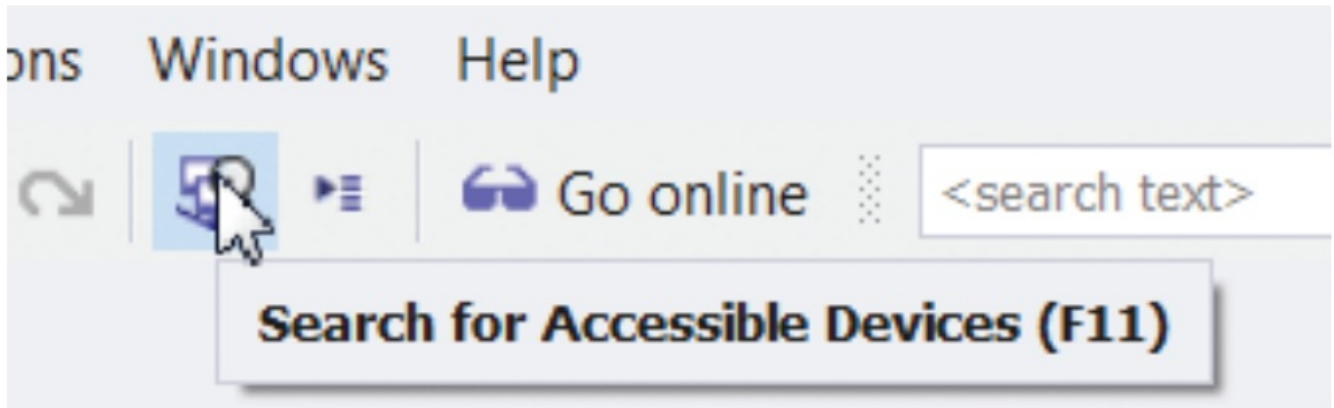 ons Windows Help
Go online <search text>
Search for Accessible Devices (F11)